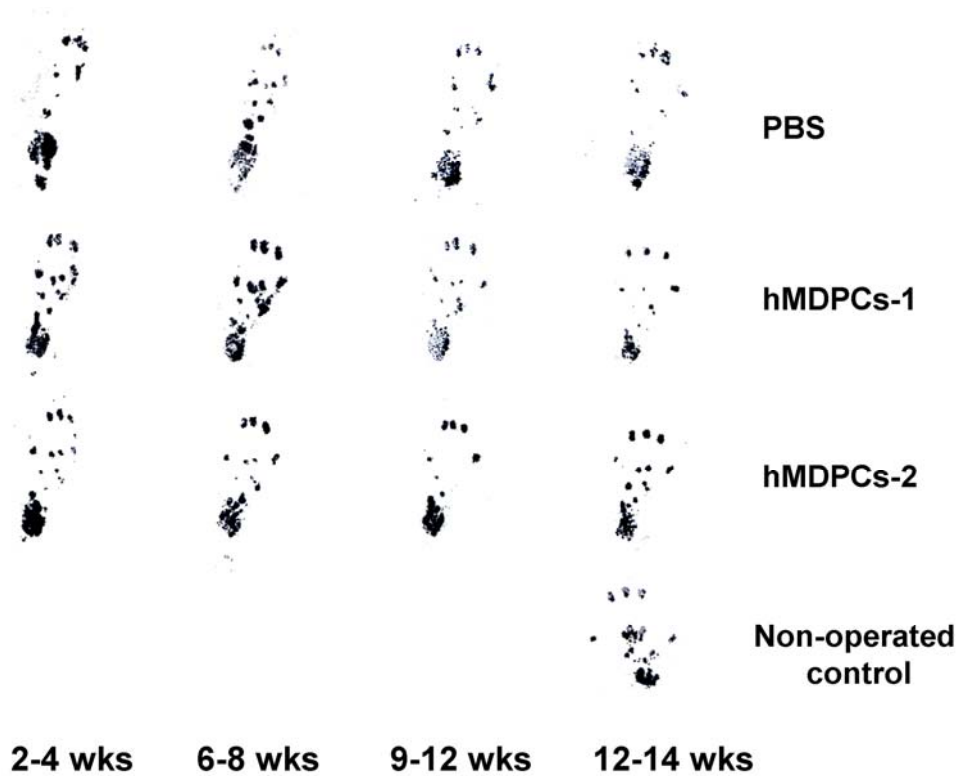 PBS
hMDPCs-1
hMDPCs-2
Non-operated
control
2-4 wks 6-8 wks 9-12 wks 12-14 wks